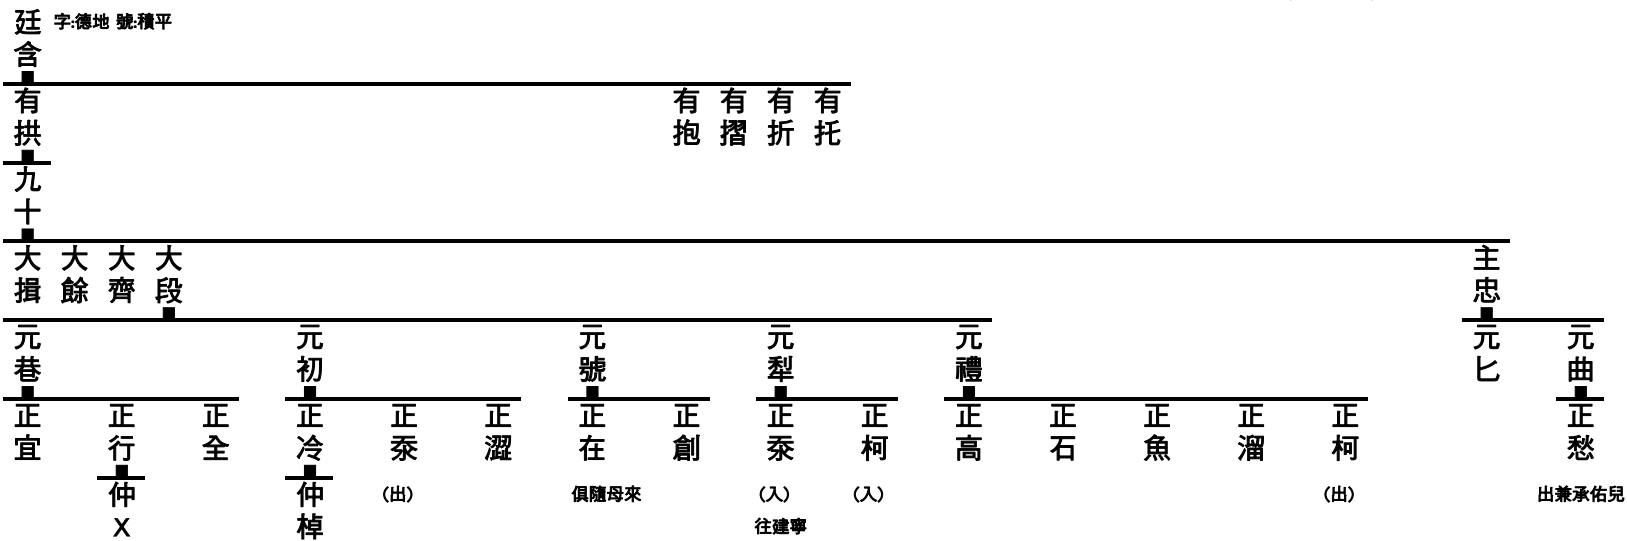 廷含 字:德地 號:積平
有拱 有抱 有摺 有折 有托
九十
大揖 大餘 大齊 大段 主忠
元巷 元初 元號 元犁 元禮 元匕 元曲
正宜 正行 正全 正冷 正汞 正澀 正在 正創 正汞 正柯 正高 正石 正魚 正溜 正柯 正愁
仲X 仲棹 （出） 俱隨母來 （入） （入） （出） 出兼承佑兒
往建寧